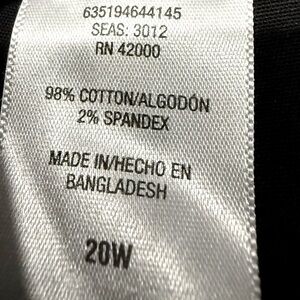 635194644145
SEAS: 3012
RN 42000
98% COTTON/ALGODÓN
2% SPANDEX
MADE IN/HECHO EN
BANGLADESH
20W